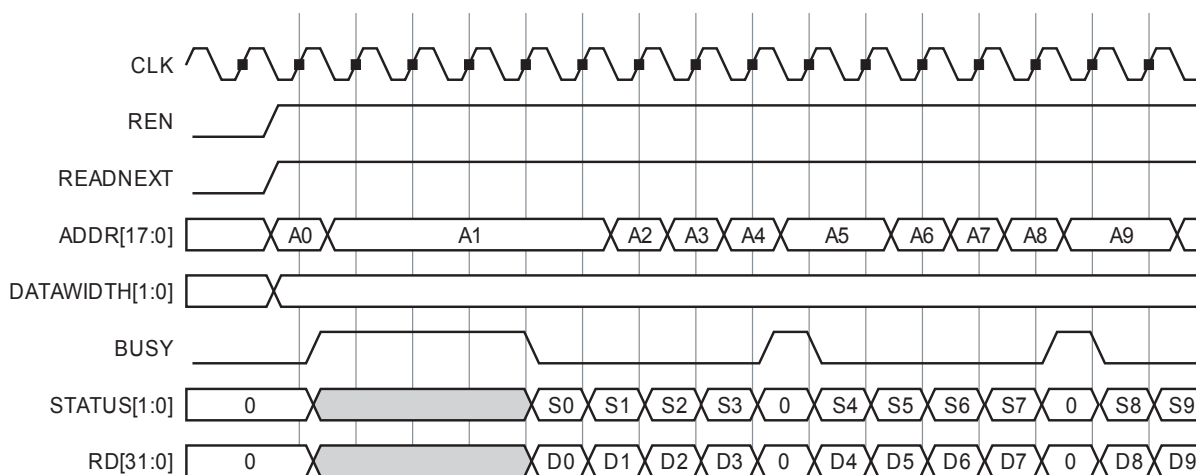 CLK
REN
READNEXT
ADDR[17:0] A0 A1 A2 A3 A4 A5 A6 A7 A8 A9
DATAWIDTH[1:0]
BUSY
STATUS[1:0] 0 S0 S1 S2 S3 0 S4 S5 S6 S7 0 S8 S9
RD[31:0] 0 D0 D1 D2 D3 0 D4 D5 D6 D7 0 D8 D9